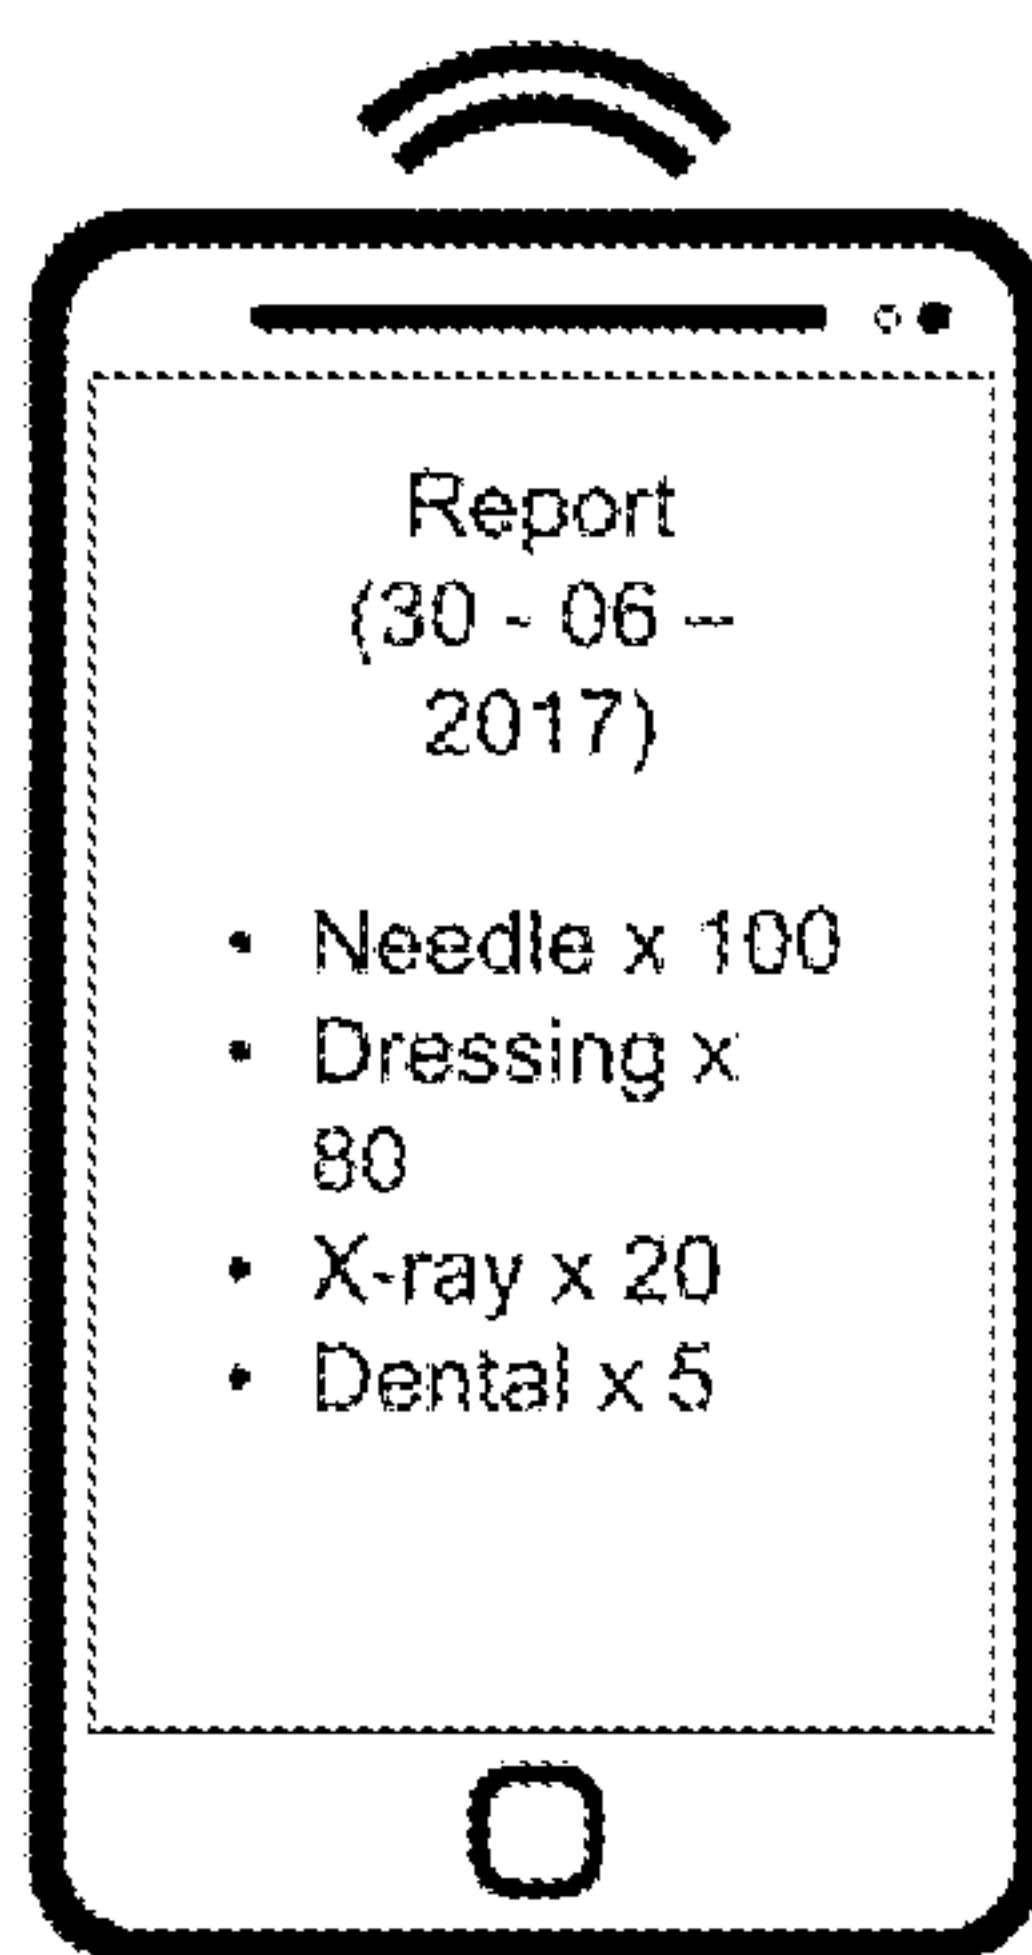 Report
(30 - 06 –
2017)
• Needle x 100
• Dressing x
80
• X-ray x 20
• Dental x 5